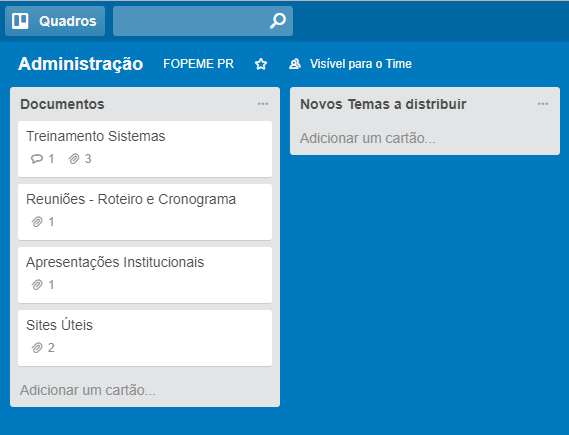 Quadros
Administração FOPEME PR Visível para o Time
Documentos
Treinamento Sistemas
1 3
Reuniões - Roteiro e Cronograma
1
Apresentações Institucionais
1
Sites Úteis
2
Adicionar um cartão...
Novos Temas a distribuir
Adicionar um cartão...